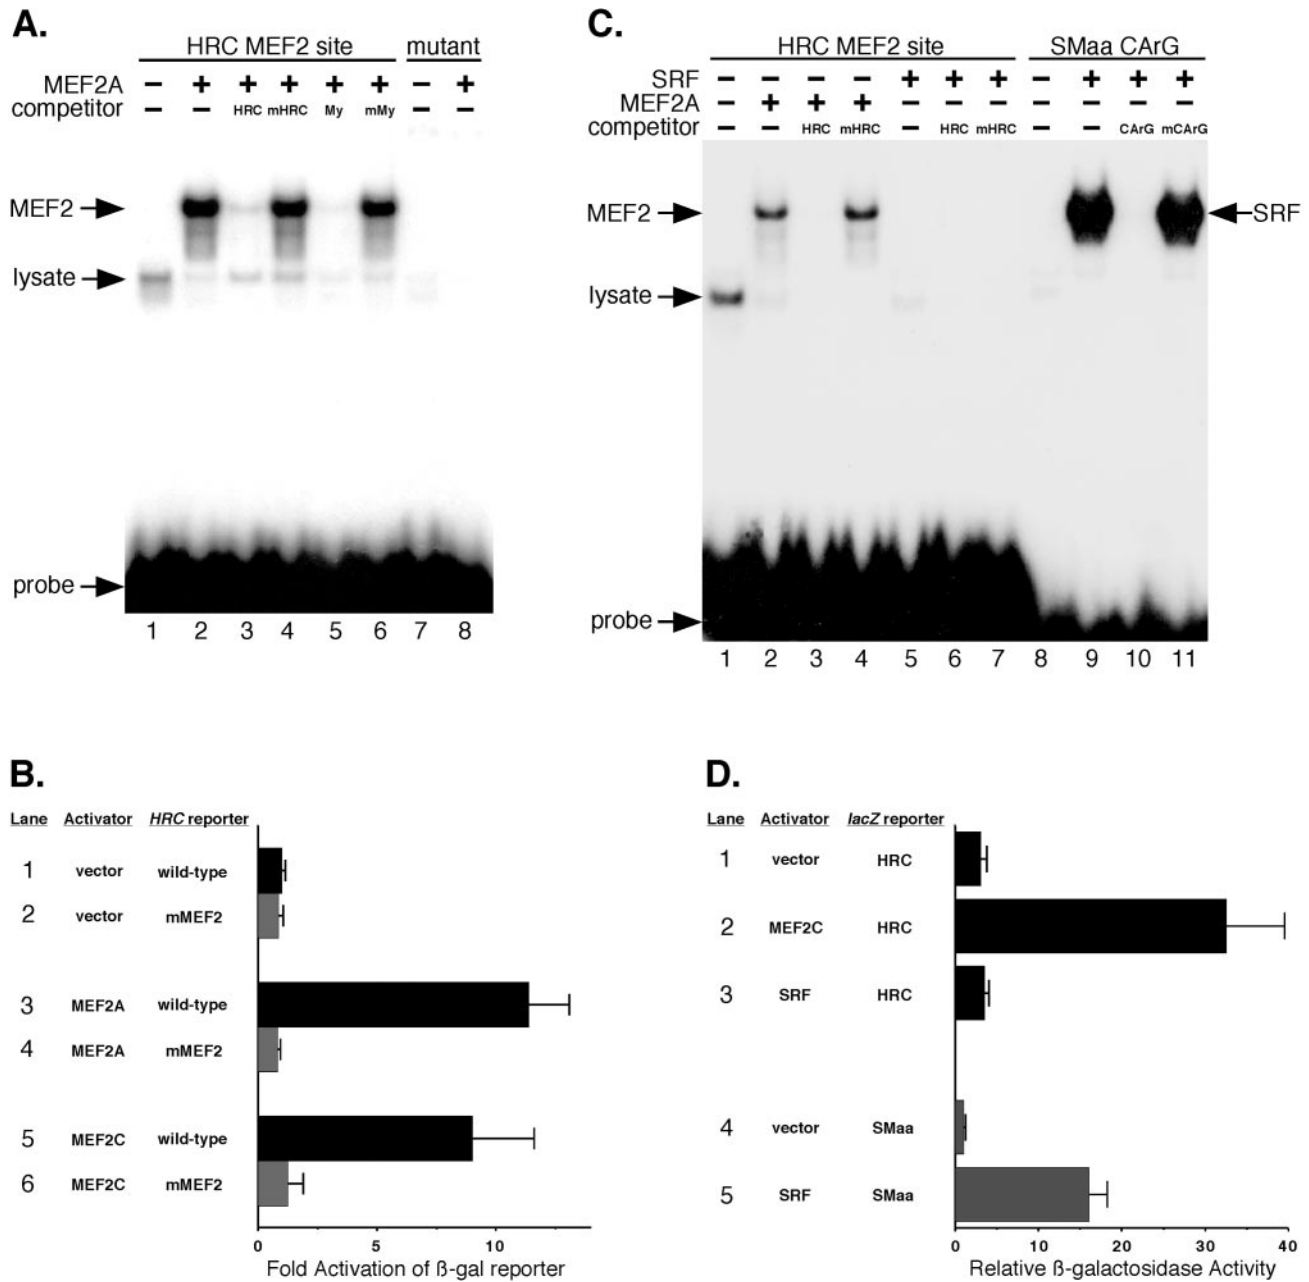 A.
HRC MEF2 site mutant
MEF2A – + + + + + – +
competitor – – HRC mHRC My mMy – –
MEF2
lysate
probe
1 2 3 4 5 6 7 8
C.
HRC MEF2 site SMaa CArG
SRF – – – – + + + – + + +
MEF2A – + + + – – – – – – –
competitor – – HRC mHRC – HRC mHRC – – CArG mCArG
MEF2
SRF
lysate
probe
1 2 3 4 5 6 7 8 9 10 11
B.
Lane Activator HRC reporter
1 vector wild-type
2 vector mMEF2
3 MEF2A wild-type
4 MEF2A mMEF2
5 MEF2C wild-type
6 MEF2C mMEF2
0 5 10
Fold Activation of ß-gal reporter
D.
Lane Activator lacZ reporter
1 vector HRC
2 MEF2C HRC
3 SRF HRC
4 vector SMaa
5 SRF SMaa
0 10 20 30 40
Relative ß-galactosidase Activity